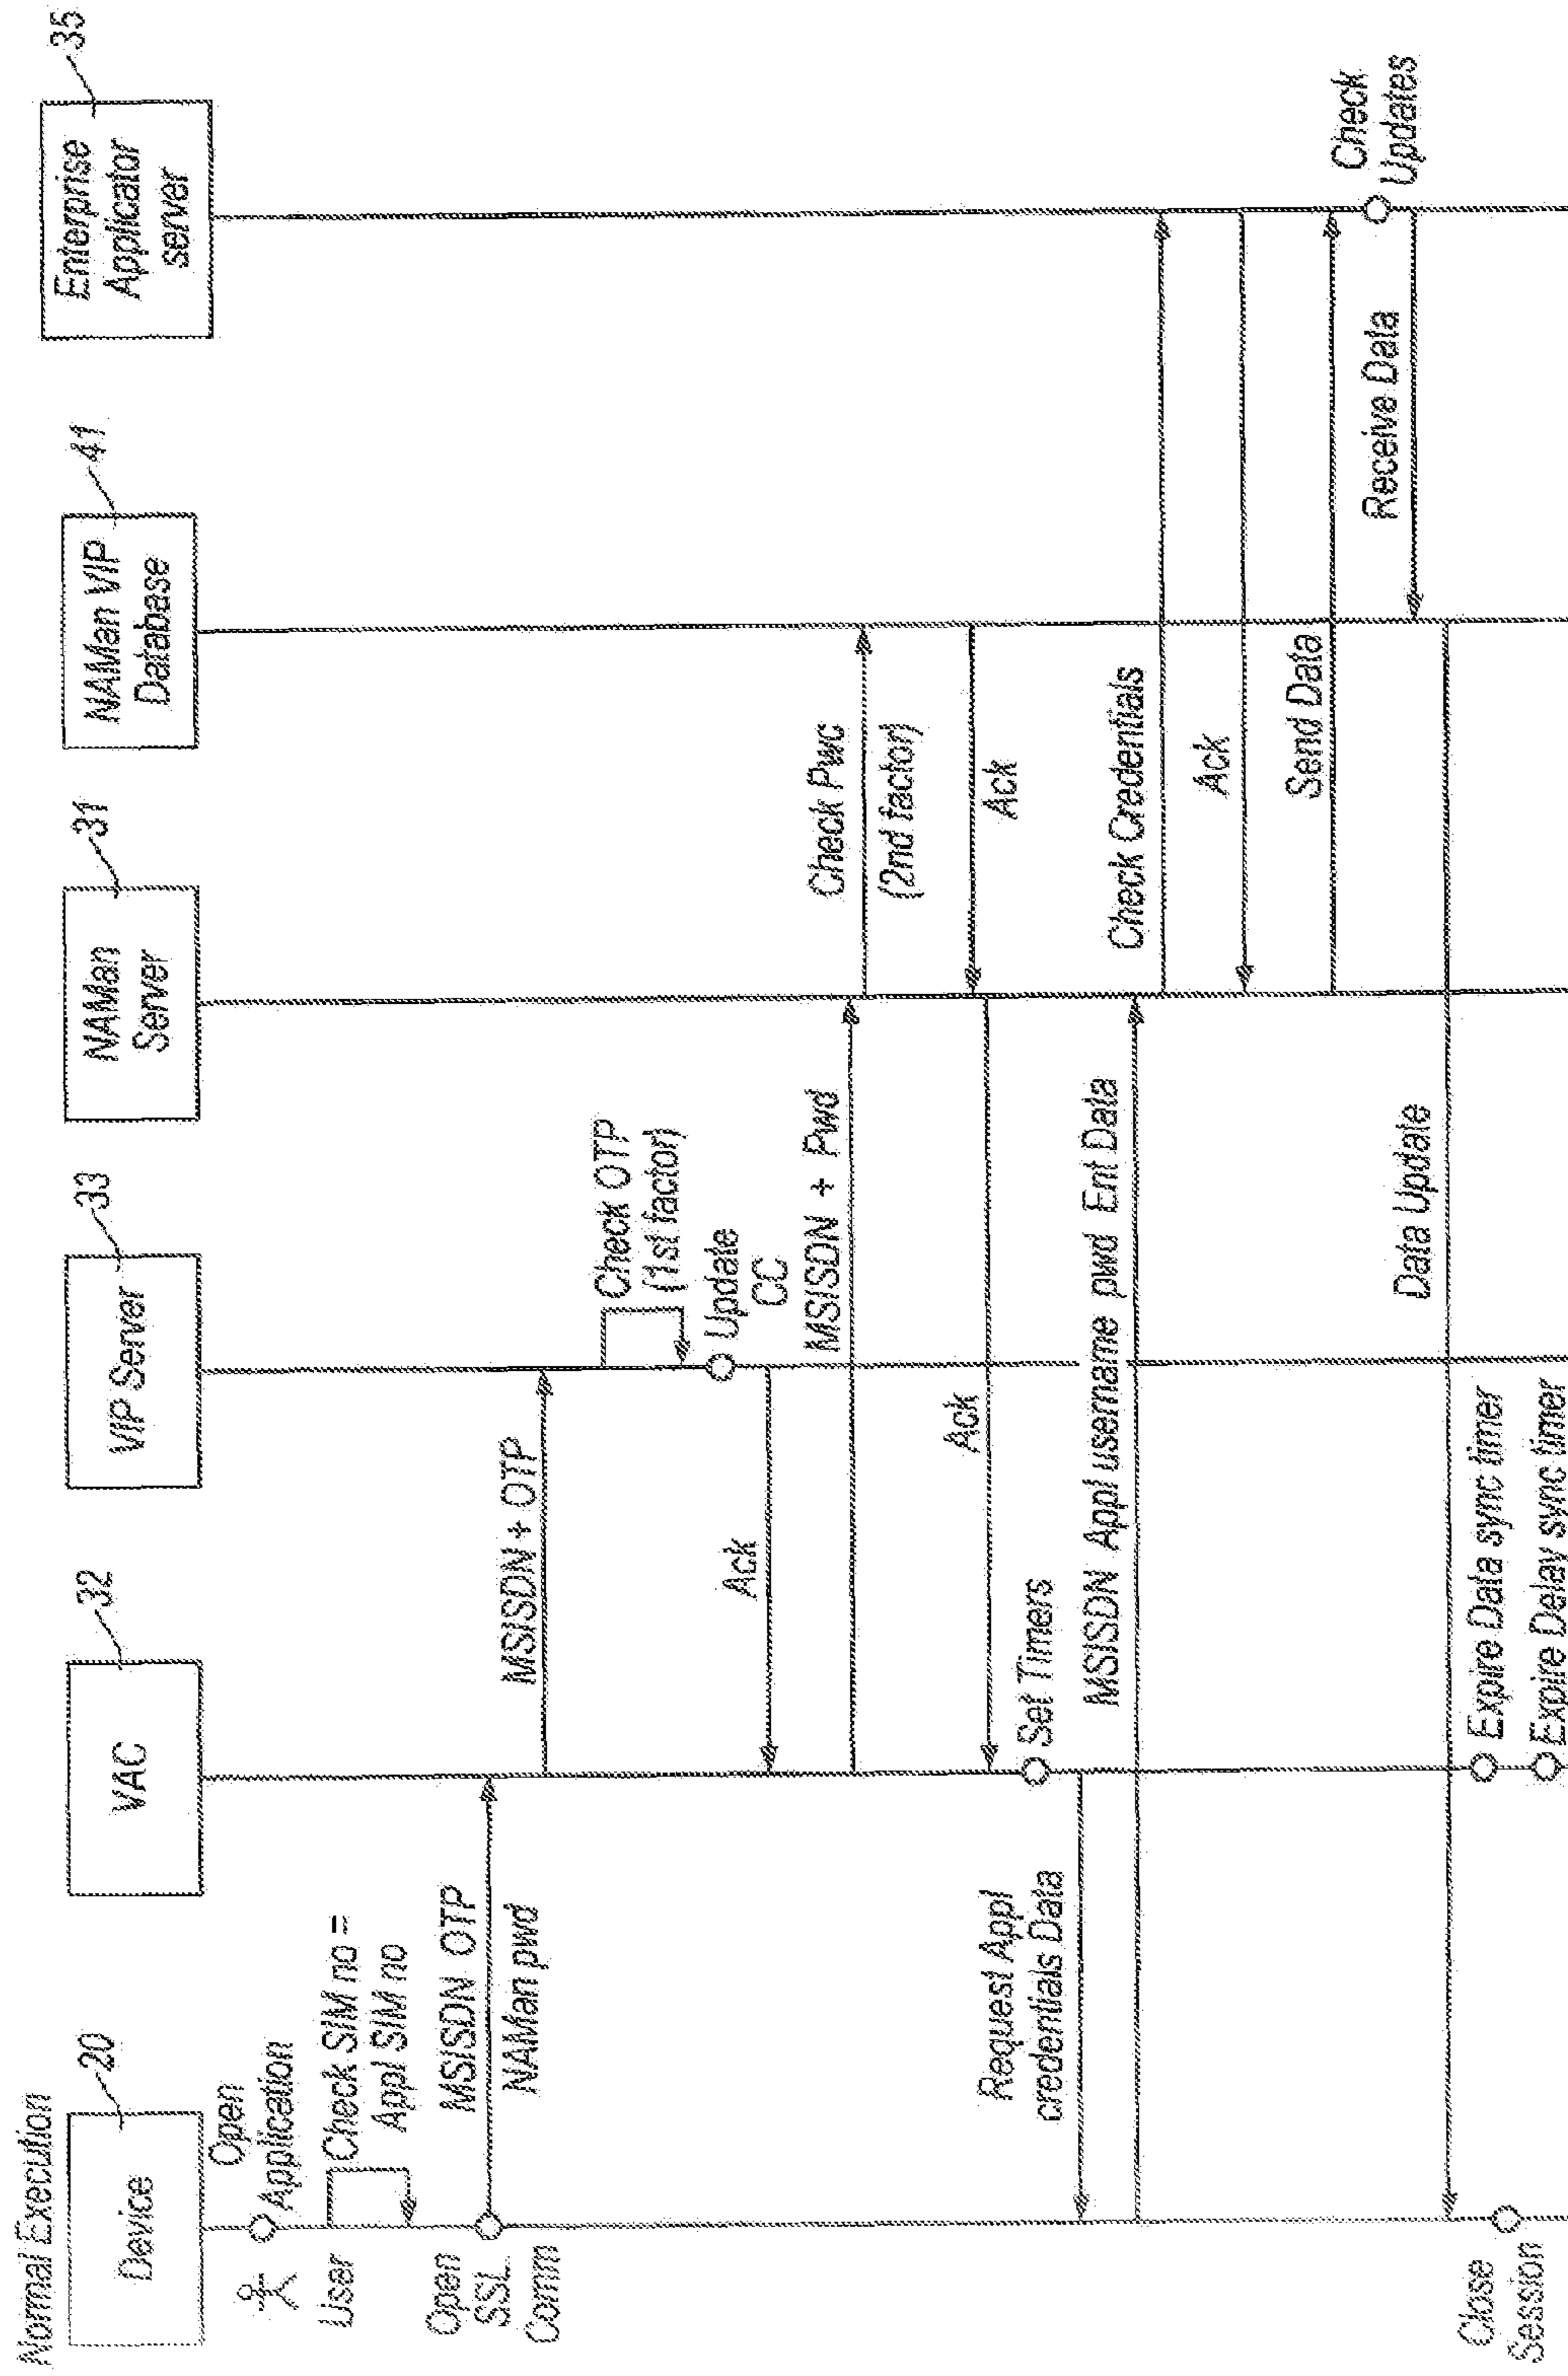 Normal Execution
Device
20
VAC
32
VIP Server
33
NAMan
Server
31
NAMan VIP
Database
41
Enterprise
Applicator
server
35
Open
Application
User
Check SIM no =
Appl SIM no
Open
SSL
Comm
MSISDN OTP
NAMan pwd
MSISDN + OTP
Check OTP
(1st factor)
Update
CC
Ack
MSISDN + Pwd
Check Pwc
(2nd factor)
Ack
Ack
Set Timers
Request Appl
credentials Data
MSISDN Appl username pwd Ent Data
Check Credentials
Ack
Send Data
Check
Updates
Receive Data
Data Update
Close
Session
Expire Data sync timer
Expire Delay sync timer